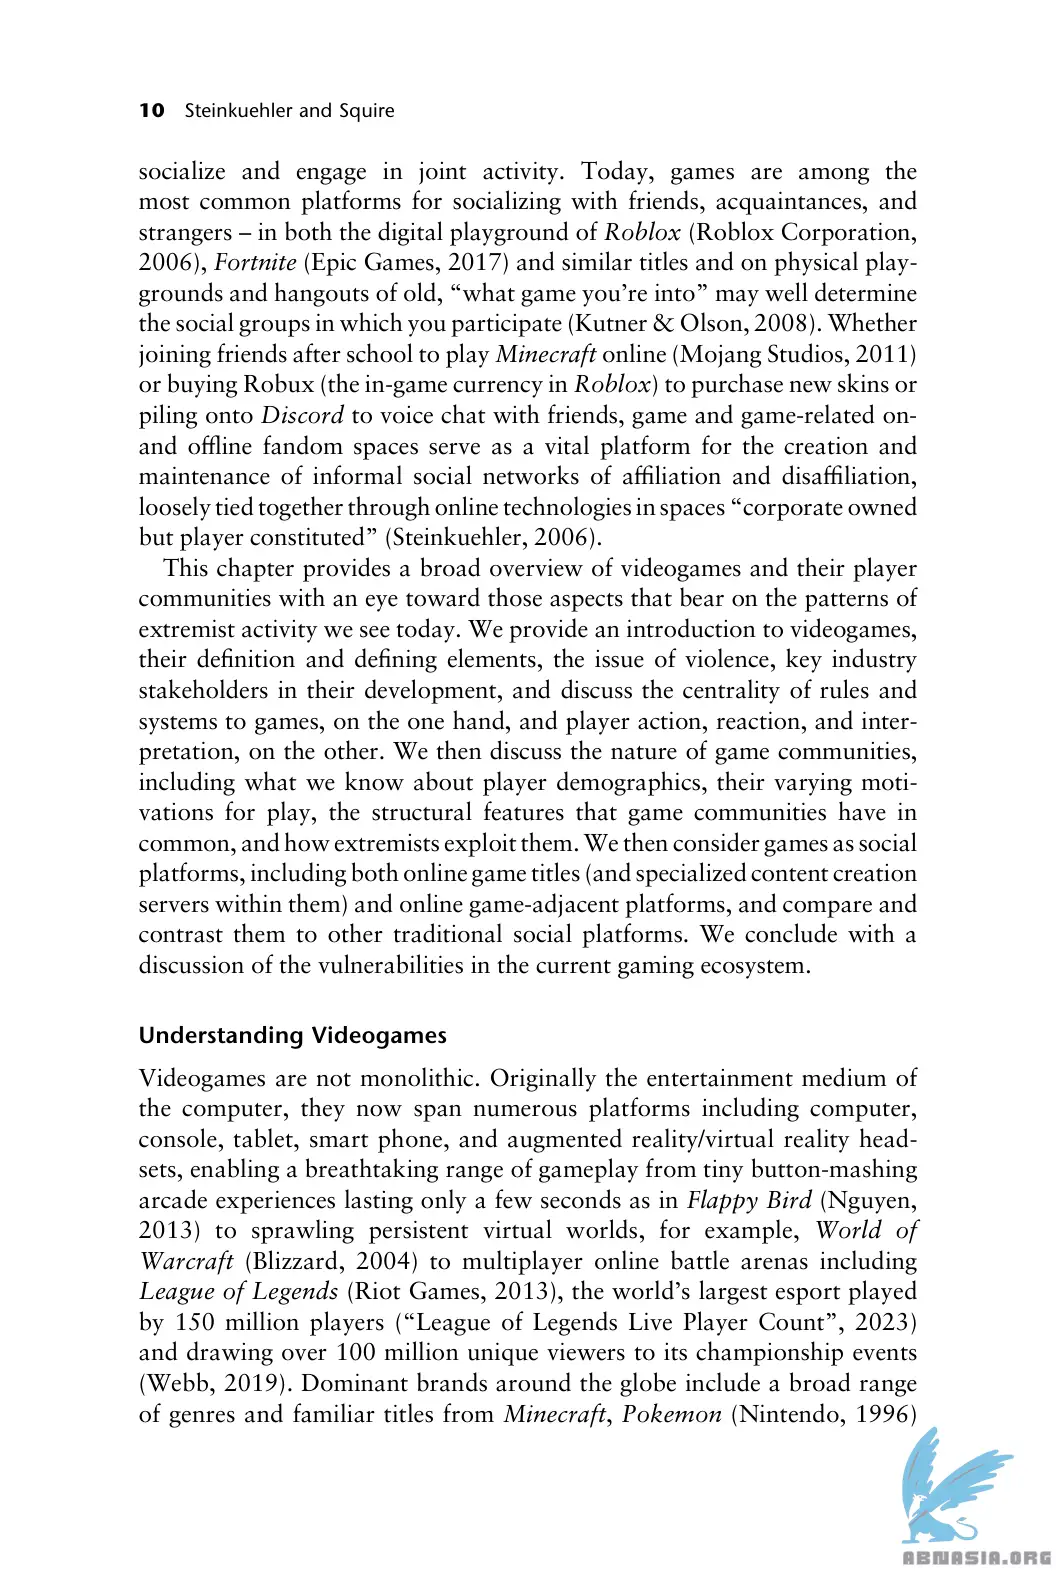 10 Steinkuehler and Squire
socialize and engage in joint activity. Today, games are among the
most common platforms for socializing with friends, acquaintances, and
strangers – in both the digital playground of Roblox (Roblox Corporation,
2006), Fortnite (Epic Games, 2017) and similar titles and on physical play-
grounds and hangouts of old, “what game you’re into” may well determine
the social groups in which you participate (Kutner & Olson, 2008). Whether
joining friends after school to play Minecraft online (Mojang Studios, 2011)
or buying Robux (the in-game currency in Roblox) to purchase new skins or
piling onto Discord to voice chat with friends, game and game-related on-
and offline fandom spaces serve as a vital platform for the creation and
maintenance of informal social networks of affiliation and disaffiliation,
loosely tied together through online technologies in spaces “corporate owned
but player constituted” (Steinkuehler, 2006).
This chapter provides a broad overview of videogames and their player
communities with an eye toward those aspects that bear on the patterns of
extremist activity we see today. We provide an introduction to videogames,
their definition and defining elements, the issue of violence, key industry
stakeholders in their development, and discuss the centrality of rules and
systems to games, on the one hand, and player action, reaction, and inter-
pretation, on the other. We then discuss the nature of game communities,
including what we know about player demographics, their varying moti-
vations for play, the structural features that game communities have in
common, and how extremists exploit them. We then consider games as social
platforms, including both online game titles (and specialized content creation
servers within them) and online game-adjacent platforms, and compare and
contrast them to other traditional social platforms. We conclude with a
discussion of the vulnerabilities in the current gaming ecosystem.
Understanding Videogames
Videogames are not monolithic. Originally the entertainment medium of
the computer, they now span numerous platforms including computer,
console, tablet, smart phone, and augmented reality/virtual reality head-
sets, enabling a breathtaking range of gameplay from tiny button-mashing
arcade experiences lasting only a few seconds as in Flappy Bird (Nguyen,
2013) to sprawling persistent virtual worlds, for example, World of
Warcraft (Blizzard, 2004) to multiplayer online battle arenas including
League of Legends (Riot Games, 2013), the world’s largest esport played
by 150 million players (“League of Legends Live Player Count”, 2023)
and drawing over 100 million unique viewers to its championship events
(Webb, 2019). Dominant brands around the globe include a broad range
of genres and familiar titles from Minecraft, Pokemon (Nintendo, 1996)
ABNASIA.ORG